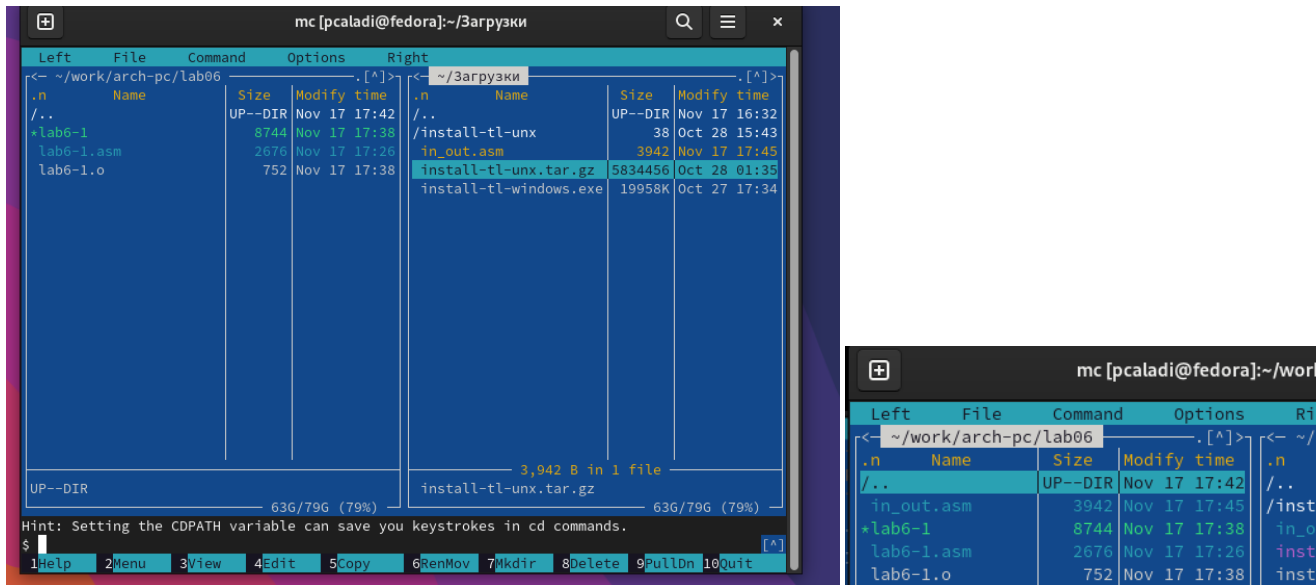 mc [pcaladi@fedora]:~/Загрузки
Left File Command Options Right
<— ~/work/arch-pc/lab06 .[^]> <— ~/Загрузки .[^]>
.n Name Size Modify time .n Name Size Modify time
/.. UP--DIR Nov 17 17:42 /.. UP--DIR Nov 17 16:32
*lab6-1 8744 Nov 17 17:38 /install-tl-unx 38 Oct 28 15:43
lab6-1.asm 2676 Nov 17 17:26 in_out.asm 3942 Nov 17 17:45
lab6-1.o 752 Nov 17 17:38 install-tl-unx.tar.gz 5834456 Oct 28 01:35
install-tl-windows.exe 19958K Oct 27 17:34
3,942 B in 1 file
UP--DIR install-tl-unx.tar.gz
63G/79G (79%) 63G/79G (79%)
Hint: Setting the CDPATH variable can save you keystrokes in cd commands.
$ [^]
1Help 2Menu 3View 4Edit 5Copy 6RenMov 7Mkdir 8Delete 9PullDn 10Quit
mc [pcaladi@fedora]:~/work
Left File Command Options Ri
<— ~/work/arch-pc/lab06 .[^]> <— ~/
.n Name Size Modify time .n
/.. UP--DIR Nov 17 17:42 /..
in_out.asm 3942 Nov 17 17:45 /inst
*lab6-1 8744 Nov 17 17:38 in_o
lab6-1.asm 2676 Nov 17 17:26 inst
lab6-1.o 752 Nov 17 17:38 inst